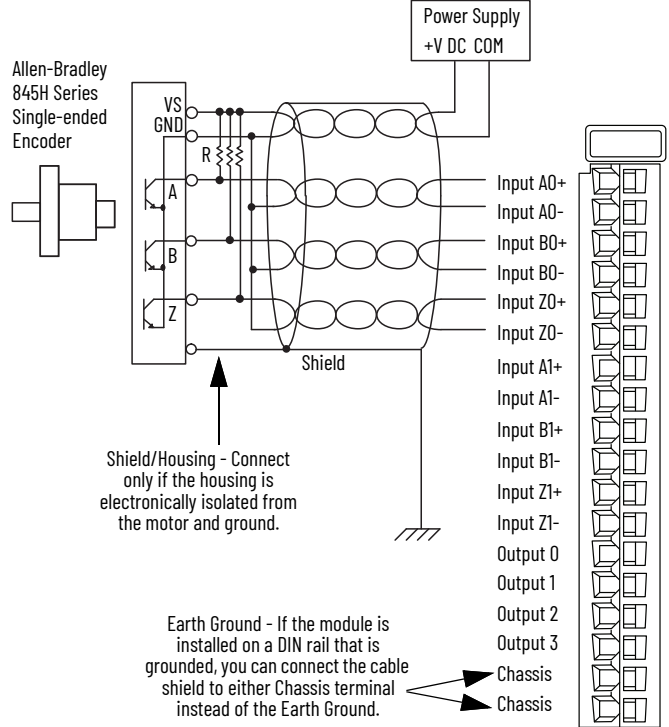 Power Supply
+V DC COM
Allen-Bradley
845H Series
Single-ended
Encoder
VS
GND
R
A
B
Z
Shield
Shield/Housing - Connect
only if the housing is
electronically isolated from
the motor and ground.
Input A0+
Input A0-
Input B0+
Input B0-
Input Z0+
Input Z0-
Input A1+
Input A1-
Input B1+
Input B1-
Input Z1+
Input Z1-
Output 0
Output 1
Output 2
Output 3
Chassis
Chassis
Earth Ground - If the module is
installed on a DIN rail that is
grounded, you can connect the cable
shield to either Chassis terminal
instead of the Earth Ground.